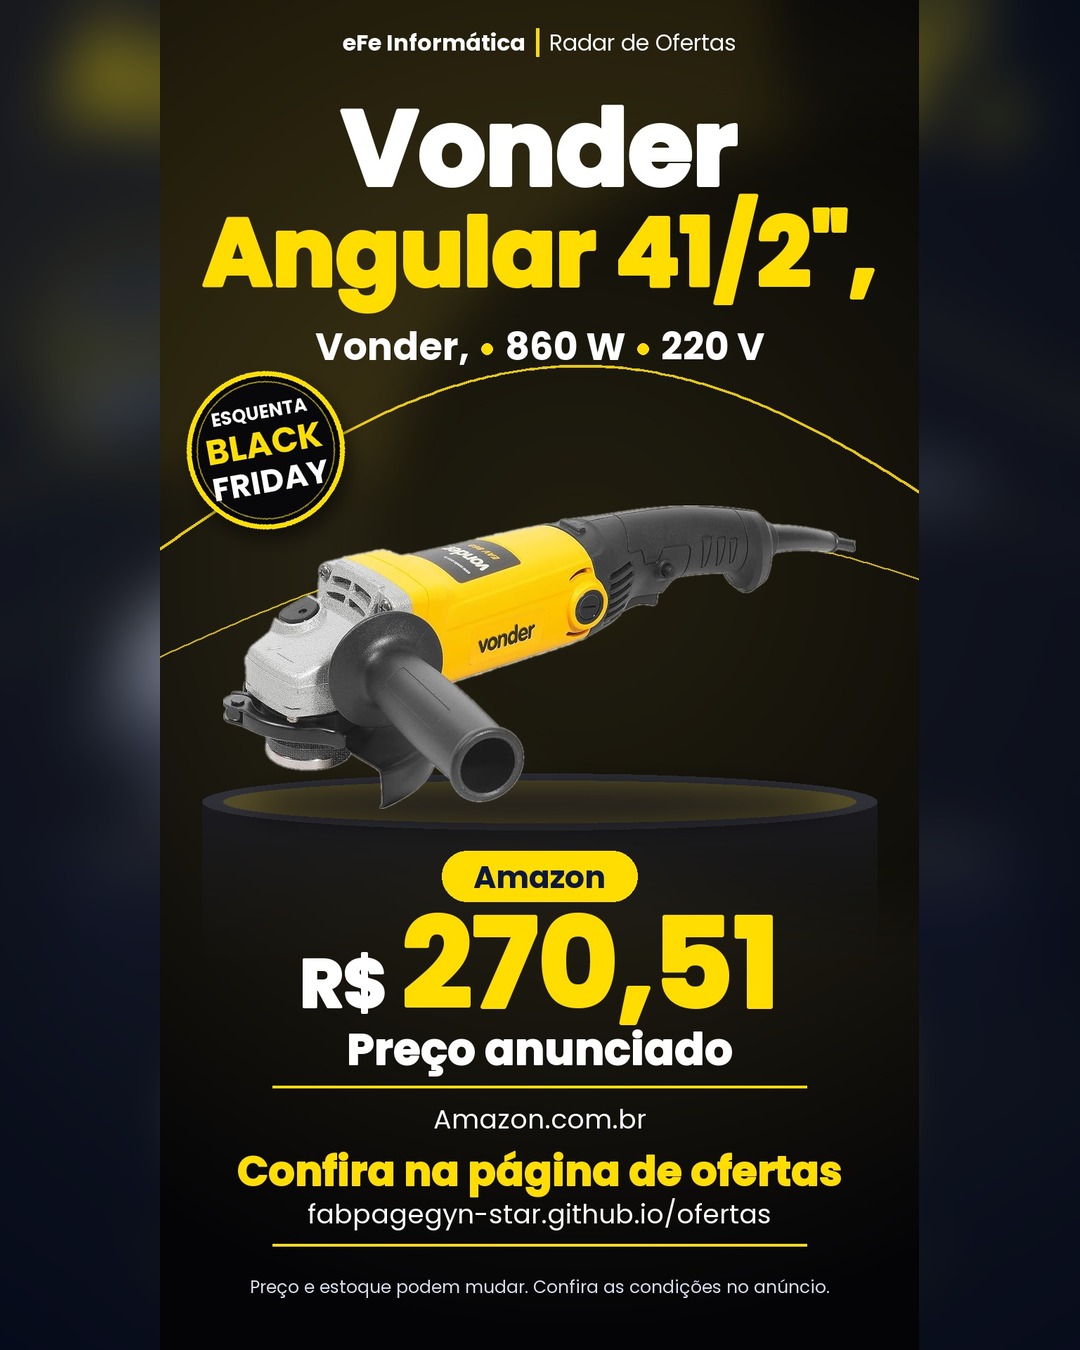 eFe Informática | Radar de Ofertas
Vonder
Angular 41/2",
Vonder, • 860 W • 220 V
ESQUENTA
BLACK
FRIDAY
vonder
vonder
Amazon
R$ 270,51
Preço anunciado
Amazon.com.br
Confira na página de ofertas
fabpagegyn-star.github.io/ofertas
Preço e estoque podem mudar. Confira as condições no anúncio.